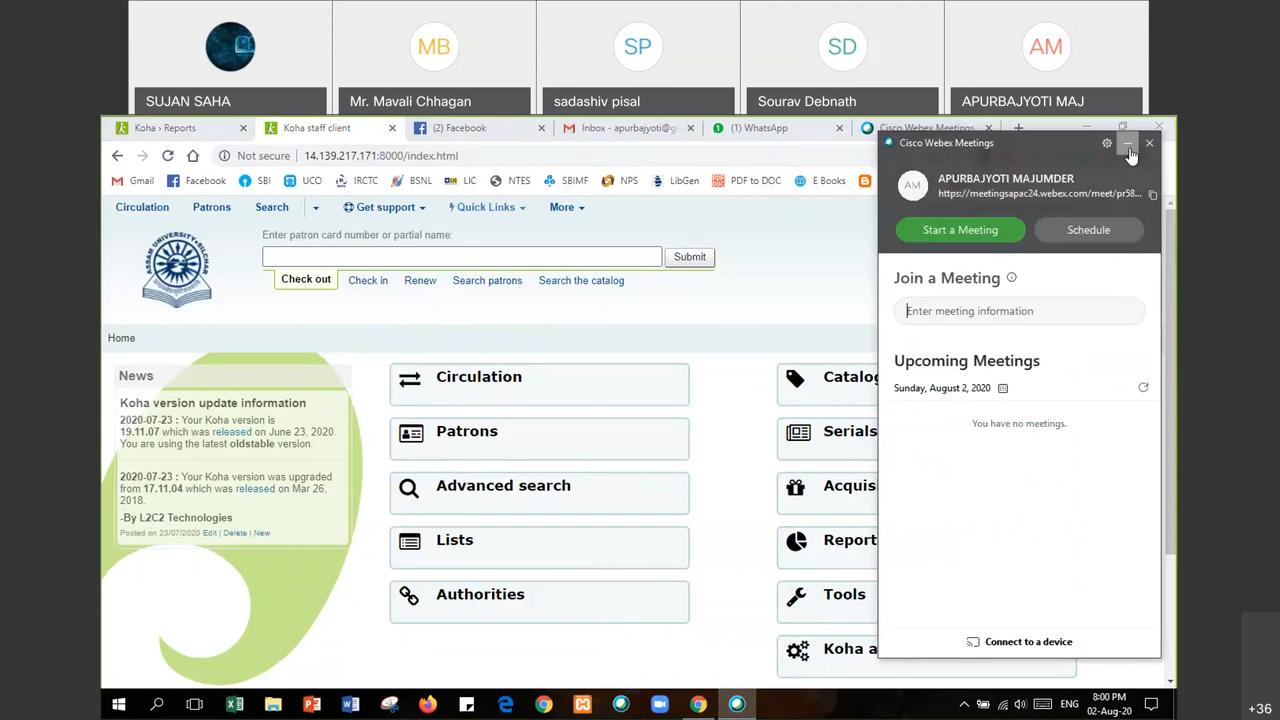 MB
SP
SD
AM
SUJAN SAHA
Mr. Mavali Chhagan
sadashiv pisal
Sourav Debnath
APURBAJYOTI MAJ
Koha › Reports
Koha staff client
(2) Facebook
Inbox - apurbajyoti@g
(1) WhatsApp
Cisco Webex Meetings
Not secure
14.139.217.171:8000/index.html
Gmail
Facebook
SBI
UCO
IRCTC
BSNL
LIC
NTES
SBIMF
NPS
LibGen
PDF to DOC
E Books
Circulation
Patrons
Search
Get support
Quick Links
More
ASSAM UNIVERSITY SILCHAR
Enter patron card number or partial name:
Submit
Check out
Check in
Renew
Search patrons
Search the catalog
Home
News
Koha version update information
2020-07-23 : Your Koha version is
19.11.07 which was released on June 23, 2020.
You are using the latest oldstable version.
2020-07-23 : Your Koha version was upgraded
from 17.11.04 which was released on Mar 26,
2018.
-By L2C2 Technologies
Posted on 23/07/2020 Edit | Delete | New
Circulation
Patrons
Advanced search
Lists
Authorities
Catalo
Serials
Acquis
Report
Tools
Koha a
Cisco Webex Meetings
AM
APURBAJYOTI MAJUMDER
https://meetingsapac24.webex.com/meet/pr58...
Start a Meeting
Schedule
Join a Meeting
Enter meeting information
Upcoming Meetings
Sunday, August 2, 2020
You have no meetings.
Connect to a device
ENG
8:00 PM
02-Aug-20
+36